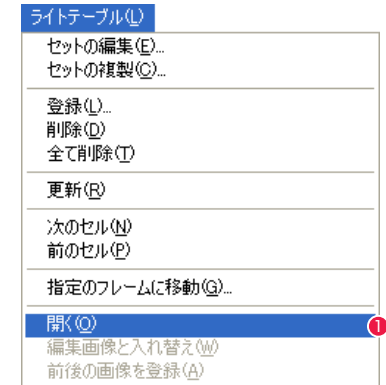 ライトテーブル(L)
セットの編集(E)...
セットの複製(C)...
登録(L)...
削除(D)
全て削除(T)
更新(R)
次のセル(N)
前のセル(P)
指定のフレームに移動(G)...
開く(O)
1
編集画像と入れ替え(W)
前後の画像を登録(A)